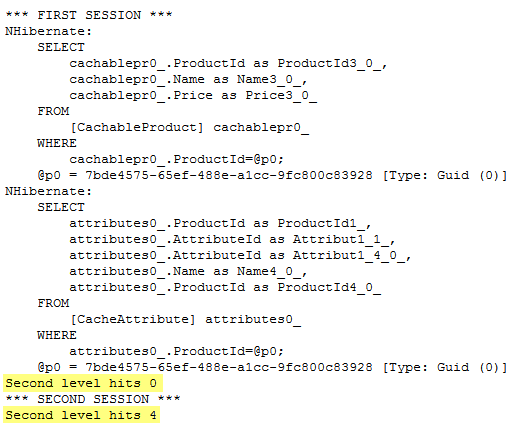 *** FIRST SESSION ***
NHibernate:
    SELECT
        cachablepr0_.ProductId as ProductId3_0_,
        cachablepr0_.Name as Name3_0_,
        cachablepr0_.Price as Price3_0_
    FROM
        [CachableProduct] cachablepr0_
    WHERE
        cachablepr0_.ProductId=@p0;
    @p0 = 7bde4575-65ef-488e-a1cc-9fc800c83928 [Type: Guid (0)]
NHibernate:
    SELECT
        attributes0_.ProductId as ProductId1_,
        attributes0_.AttributeId as Attribut1_1_,
        attributes0_.AttributeId as Attribut1_4_0_,
        attributes0_.Name as Name4_0_,
        attributes0_.ProductId as ProductId4_0_
    FROM
        [CacheAttribute] attributes0_
    WHERE
        attributes0_.ProductId=@p0;
    @p0 = 7bde4575-65ef-488e-a1cc-9fc800c83928 [Type: Guid (0)]
Second level hits 0
*** SECOND SESSION ***
Second level hits 4